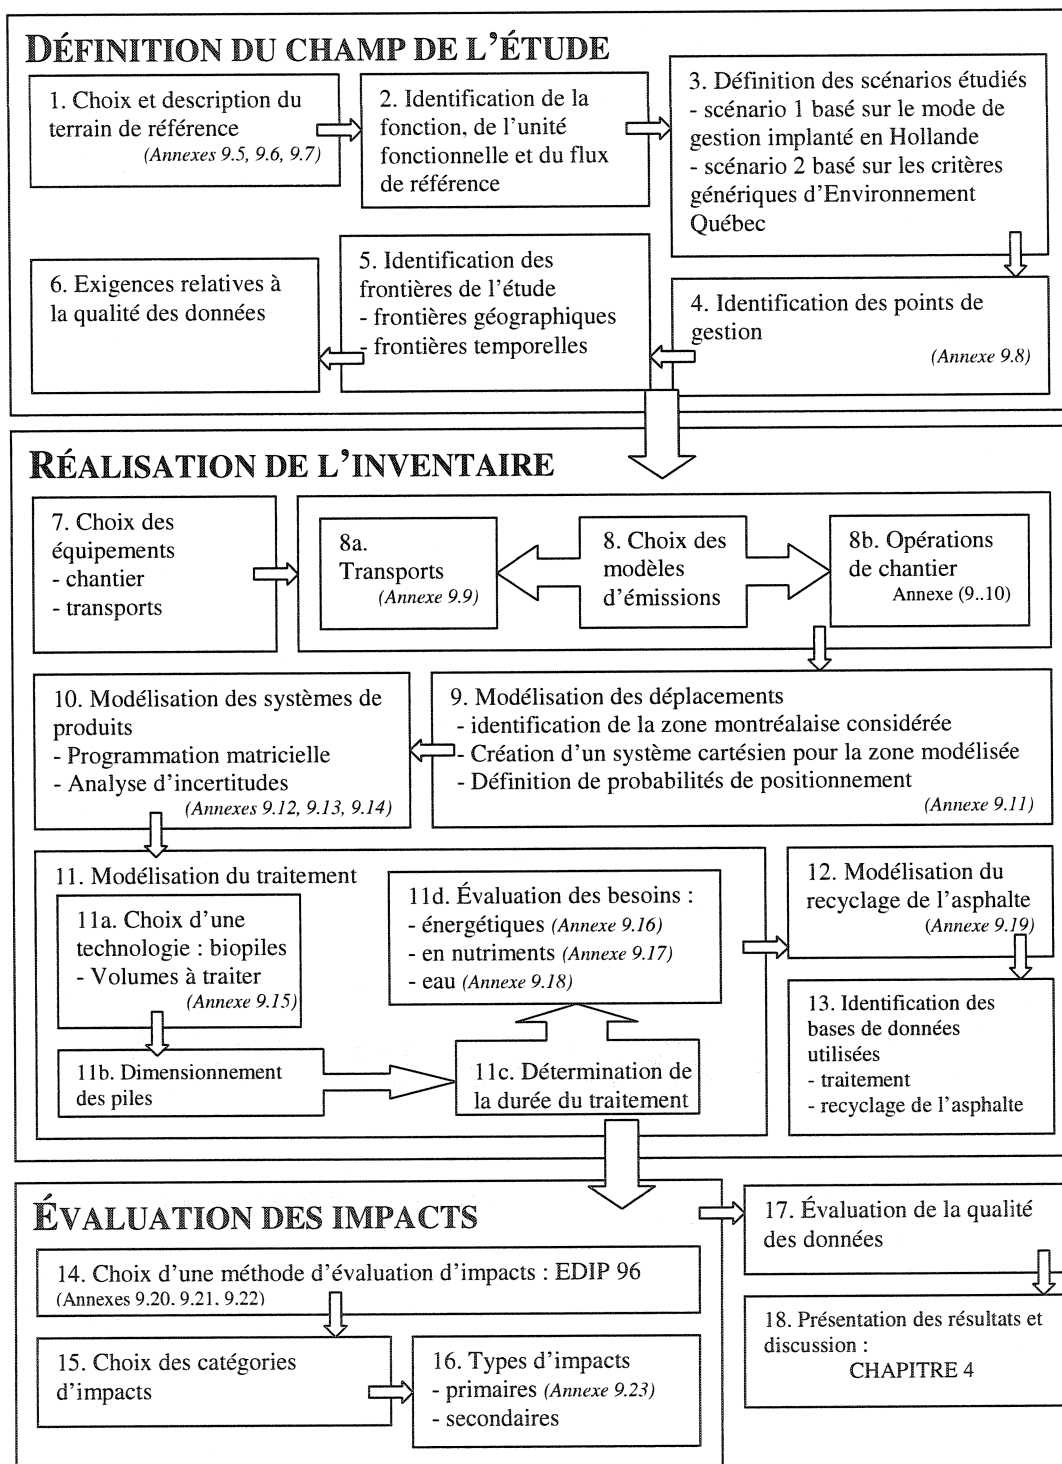 DÉFINITION DU CHAMP DE L'ÉTUDE
1. Choix et description du
terrain de référence
(Annexes 9.5, 9.6, 9.7)
2. Identification de la
fonction, de l'unité
fonctionnelle et du flux
de référence
3. Définition des scénarios étudiés
- scénario 1 basé sur le mode de
gestion implanté en Hollande
- scénario 2 basé sur les critères
génériques d'Environnement
Québec
4. Identification des points de
gestion
(Annexe 9.8)
5. Identification des
frontières de l'étude
- frontières géographiques
- frontières temporelles
6. Exigences relatives à
la qualité des données
RÉALISATION DE L'INVENTAIRE
7. Choix des
équipements
- chantier
- transports
8a.
Transports
(Annexe 9.9)
8. Choix des
modèles
d'émissions
8b. Opérations
de chantier
Annexe (9..10)
9. Modélisation des déplacements
- identification de la zone montréalaise considérée
- Création d'un système cartésien pour la zone modélisée
- Définition de probabilités de positionnement
(Annexe 9.11)
10. Modélisation des systèmes de
produits
- Programmation matricielle
- Analyse d'incertitudes
(Annexes 9.12, 9.13, 9.14)
11. Modélisation du traitement
11a. Choix d'une
technologie : biopiles
- Volumes à traiter
(Annexe 9.15)
11b. Dimensionnement
des piles
11c. Détermination de
la durée du traitement
11d. Évaluation des besoins :
- énergétiques (Annexe 9.16)
- en nutriments (Annexe 9.17)
- eau (Annexe 9.18)
12. Modélisation du
recyclage de l'asphalte
(Annexe 9.19)
13. Identification des
bases de données
utilisées
- traitement
- recyclage de l'asphalte
ÉVALUATION DES IMPACTS
14. Choix d'une méthode d'évaluation d'impacts : EDIP 96
(Annexes 9.20. 9.21. 9.22)
15. Choix des catégories
d'impacts
16. Types d'impacts
- primaires (Annexe 9.23)
- secondaires
17. Évaluation de la qualité
des données
18. Présentation des résultats et
discussion :
CHAPITRE 4